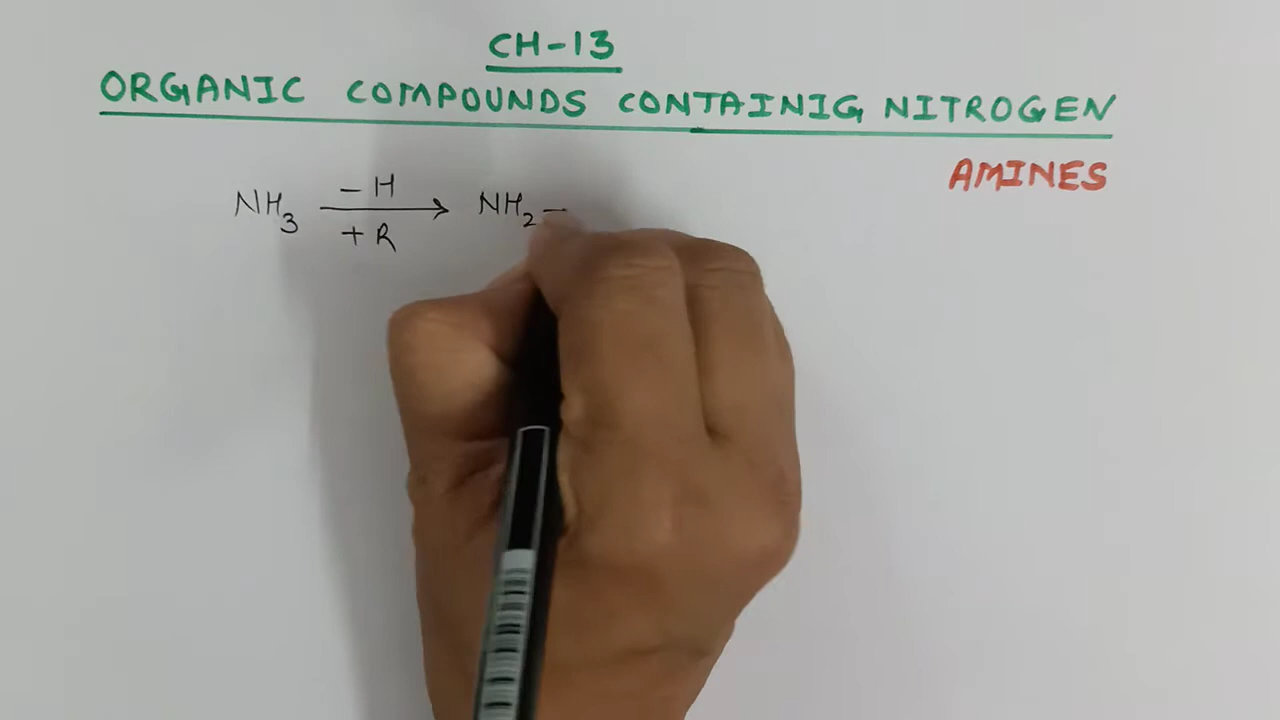 CH-13
ORGANIC COMPOUNDS CONTAINIG NITROGEN
AMINES
NH₃ —H→ +R NH₂—